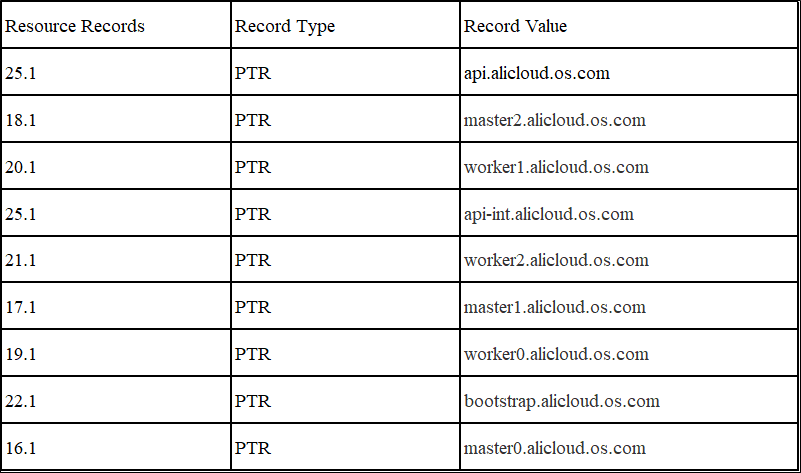 Resource Records Record Type Record Value
25.1 PTR api.alicloud.os.com
18.1 PTR master2.alicloud.os.com
20.1 PTR worker1.alicloud.os.com
25.1 PTR api-int.alicloud.os.com
21.1 PTR worker2.alicloud.os.com
17.1 PTR master1.alicloud.os.com
19.1 PTR worker0.alicloud.os.com
22.1 PTR bootstrap.alicloud.os.com
16.1 PTR master0.alicloud.os.com